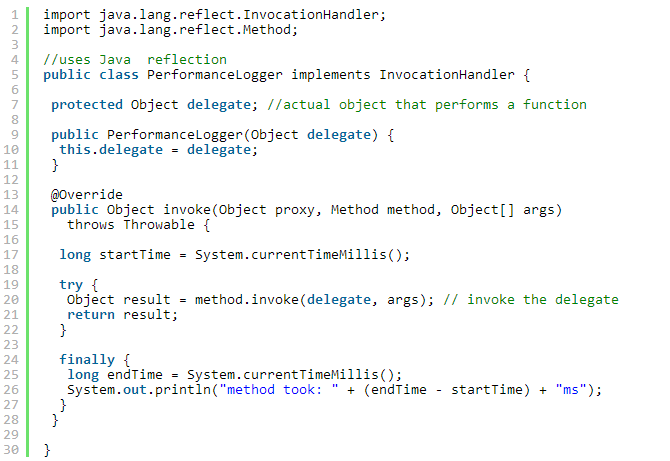 1 import java.lang.reflect.InvocationHandler;
2 import java.lang.reflect.Method;
3
4 //uses Java  reflection
5 public class PerformanceLogger implements InvocationHandler {
6
7  protected Object delegate; //actual object that performs a function
8
9  public PerformanceLogger(Object delegate) {
10   this.delegate = delegate;
11  }
12
13  @Override
14  public Object invoke(Object proxy, Method method, Object[] args)
15    throws Throwable {
16
17   long startTime = System.currentTimeMillis();
18
19   try {
20    Object result = method.invoke(delegate, args); // invoke the delegate
21    return result;
22   }
23
24   finally {
25    long endTime = System.currentTimeMillis();
26    System.out.println("method took: " + (endTime - startTime) + "ms");
27   }
28  }
29
30 }